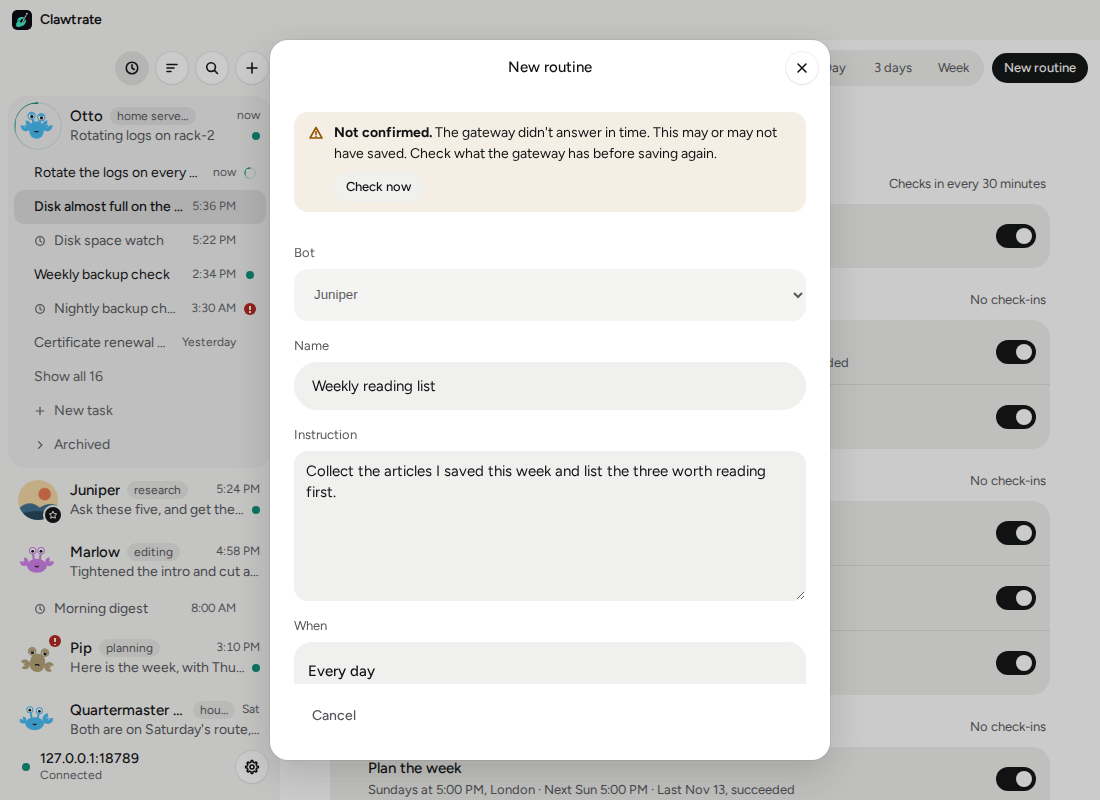 Clawtrate
Day
3 days
Week
New routine
Otto
home serve…
now
Rotating logs on rack-2
Rotate the logs on every ...
now
Disk almost full on the ...
5:36 PM
Disk space watch
5:22 PM
Weekly backup check
2:34 PM
Nightly backup ch...
3:30 AM
Certificate renewal ...
Yesterday
Show all 16
New task
Archived
Juniper
research
5:24 PM
Ask these five, and get the...
Marlow
editing
4:58 PM
Tightened the intro and cut a...
Morning digest
8:00 AM
Pip
planning
3:10 PM
Here is the week, with Thu...
Quartermaster ...
hou...
Sat
Both are on Saturday's route,...
127.0.0.1:18789
Connected
New routine
Not confirmed. The gateway didn't answer in time. This may or may not
have saved. Check what the gateway has before saving again.
Check now
Bot
Juniper
Name
Weekly reading list
Instruction
Collect the articles I saved this week and list the three worth reading
first.
When
Every day
Cancel
Checks in every 30 minutes
No check-ins
No check-ins
No check-ins
Plan the week
Sundays at 5:00 PM, London · Next Sun 5:00 PM · Last Nov 13, succeeded